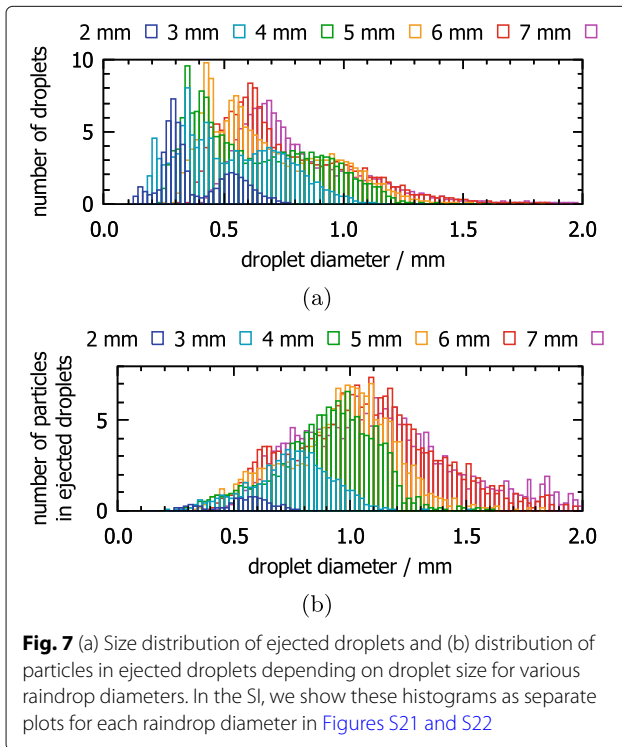 2 mm 3 mm 4 mm 5 mm 6 mm 7 mm
number of droplets
10
5
0
0.0 0.5 1.0 1.5 2.0
droplet diameter / mm
(a)
2 mm 3 mm 4 mm 5 mm 6 mm 7 mm
number of particles
in ejected droplets
5
0
0.0 0.5 1.0 1.5 2.0
droplet diameter / mm
(b)
Fig. 7 (a) Size distribution of ejected droplets and (b) distribution of
particles in ejected droplets depending on droplet size for various
raindrop diameters. In the SI, we show these histograms as separate
plots for each raindrop diameter in Figures S21 and S22